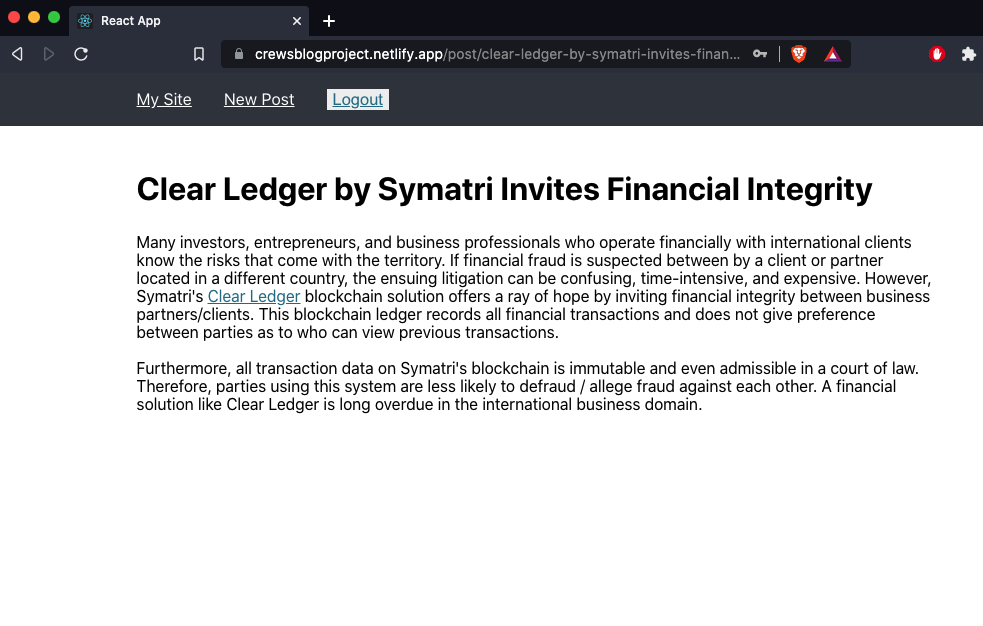 React App
crewsblogproject.netlify.app/post/clear-ledger-by-symatri-invites-finan...
My Site New Post Logout
Clear Ledger by Symatri Invites Financial Integrity
Many investors, entrepreneurs, and business professionals who operate financially with international clients
know the risks that come with the territory. If financial fraud is suspected between by a client or partner
located in a different country, the ensuing litigation can be confusing, time-intensive, and expensive. However,
Symatri's Clear Ledger blockchain solution offers a ray of hope by inviting financial integrity between business
partners/clients. This blockchain ledger records all financial transactions and does not give preference
between parties as to who can view previous transactions.
Furthermore, all transaction data on Symatri's blockchain is immutable and even admissible in a court of law.
Therefore, parties using this system are less likely to defraud / allege fraud against each other. A financial
solution like Clear Ledger is long overdue in the international business domain.